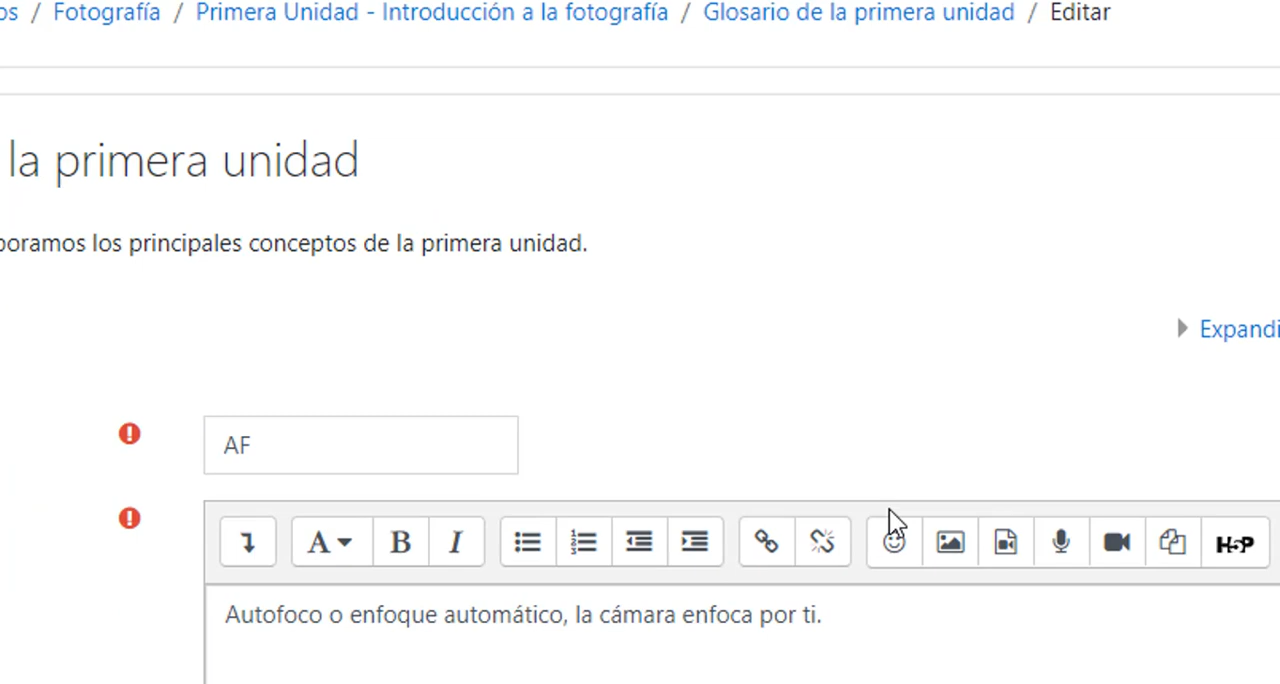 os / Fotografía / Primera Unidad - Introducción a la fotografía / Glosario de la primera unidad / Editar
la primera unidad
boramos los principales conceptos de la primera unidad.
Expandi
AF
A B I H5P
Autofoco o enfoque automático, la cámara enfoca por ti.